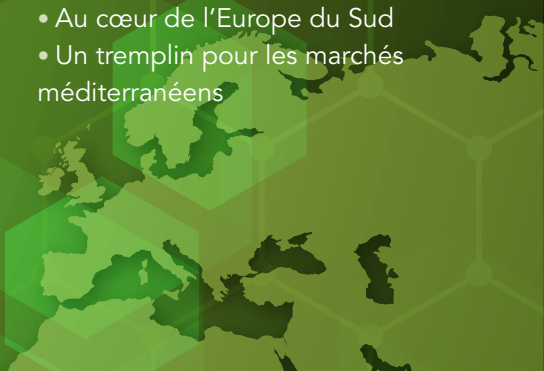 • Au cœur de l’Europe du Sud
• Un tremplin pour les marchés
méditerranéens